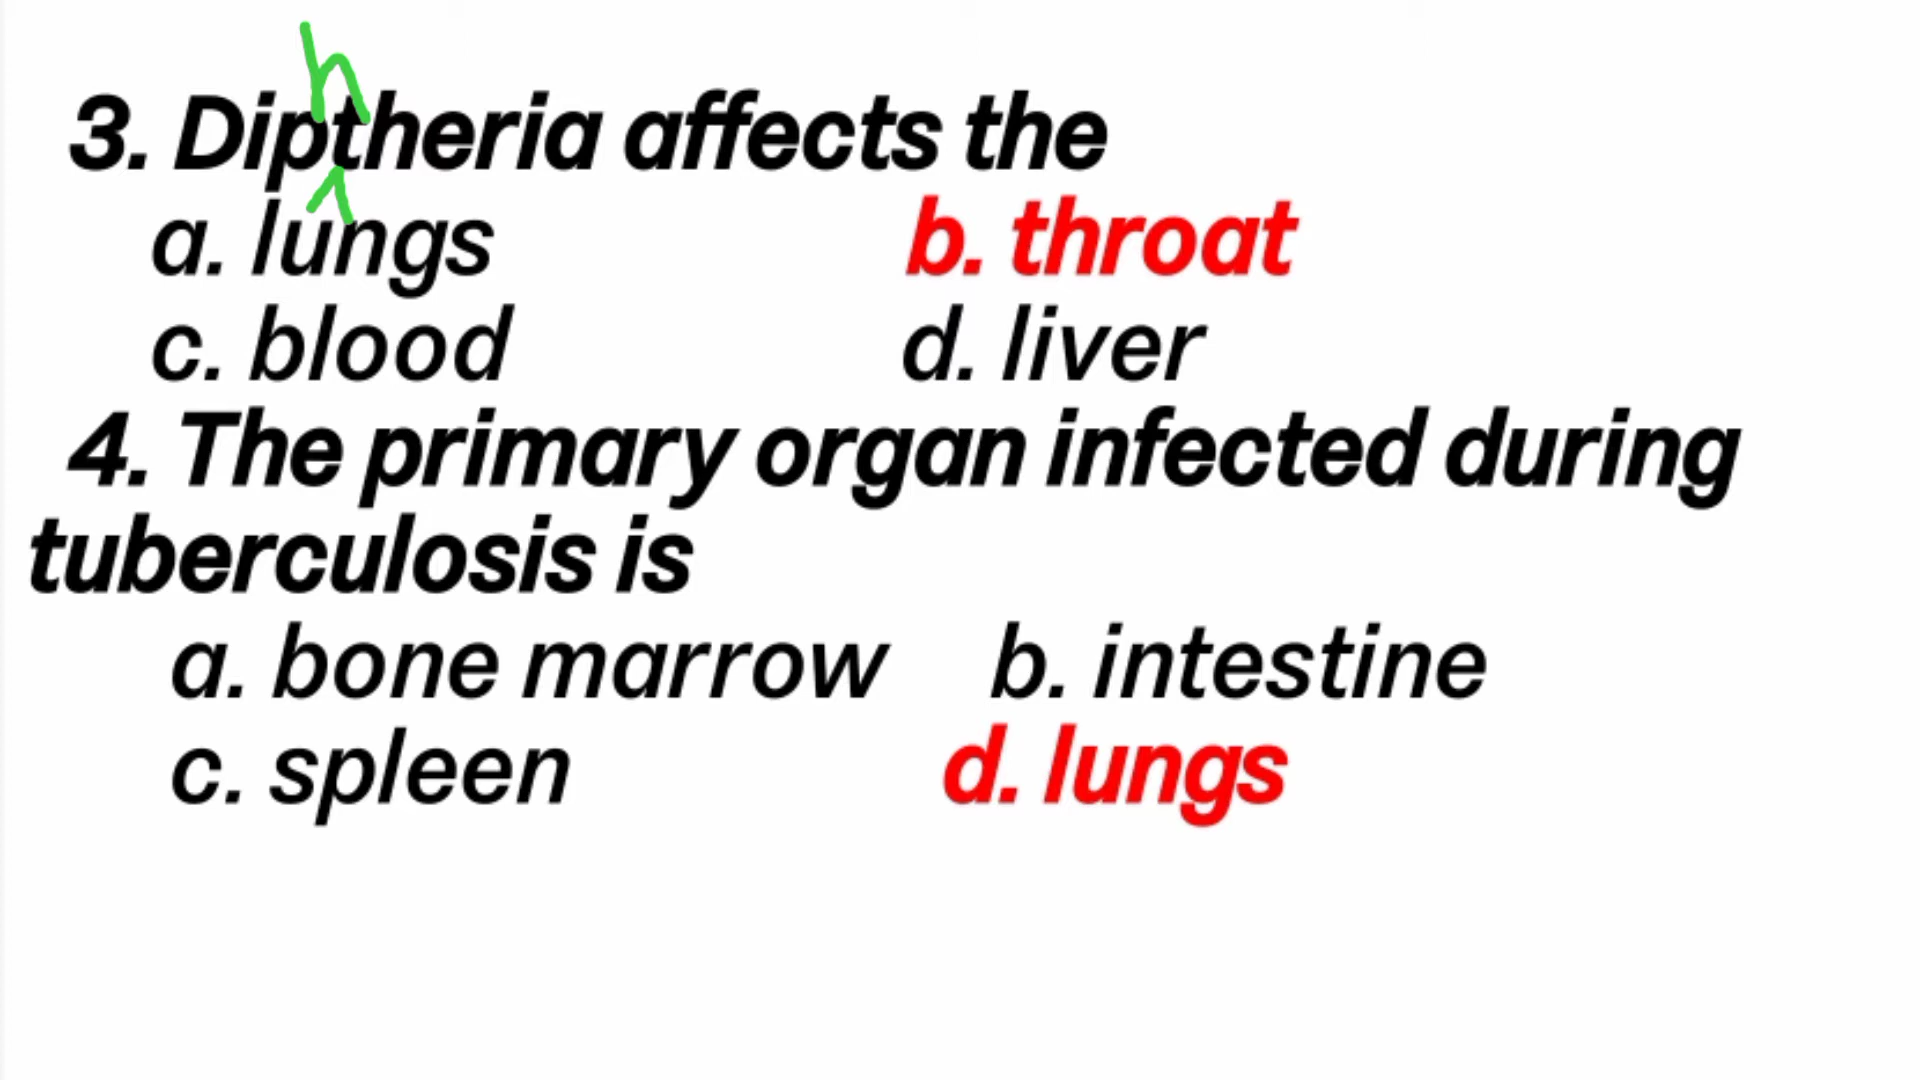 h
3. Diptheria affects the
a. lungs b. throat
c. blood d. liver
4. The primary organ infected during
tuberculosis is
a. bone marrow b. intestine
c. spleen d. lungs